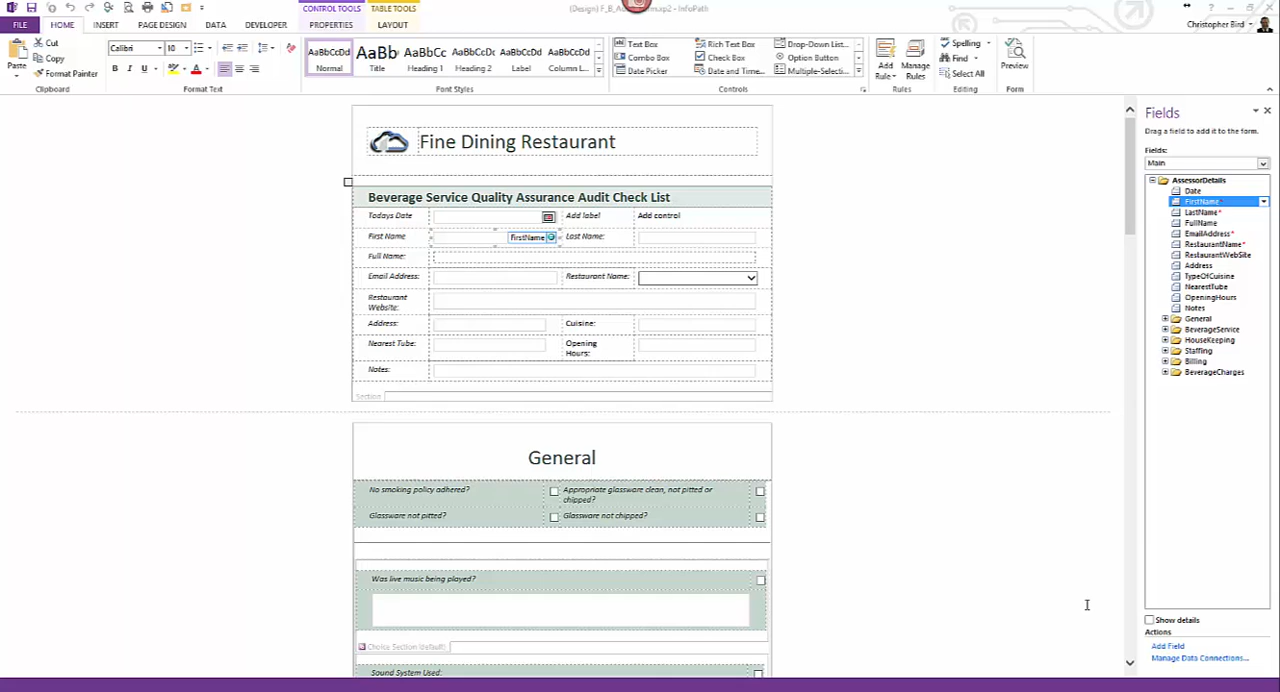 CONTROL TOOLS TABLE TOOLS
FILE HOME INSERT PAGE DESIGN DATA DEVELOPER PROPERTIES LAYOUT
Christopher Bird
Paste
Cut
Copy
Format Painter
Clipboard
Calibri 10
B I U
Format Text
AaBbCcDd Normal
AaBb Title
AaBbCc Heading 1
AaBbCcDc Heading 2
AaBbCcDd Label
AaBbCcDd Column L...
Font Styles
Text Box Rich Text Box Drop-Down List...
Combo Box Check Box Option Button
Date Picker Date and Time... Multiple-Selecti...
Controls
Add Rule
Manage Rules
Rules
Spelling
Find
Select All
Editing
Preview
Form
Fine Dining Restaurant
Beverage Service Quality Assurance Audit Check List
Todays Date Add label Add control
First Name FirstName Last Name:
Full Name:
Email Address: Restaurant Name:
Restaurant
Website:
Address: Cuisine:
Nearest Tube: Opening
Hours:
Notes:
Section
General
No smoking policy adhered? Appropriate glassware clean, not pitted or
chipped?
Glassware not pitted? Glassware not chipped?
Was live music being played?
Choice Section (default)
Sound System Used:
Fields
Drag a field to add it to the form.
Fields:
Main
AssessorDetails
Date
FirstName*
LastName*
FullName
EmailAddress*
RestaurantName*
RestaurantWebSite
Address
TypeOfCuisine
NearestTube
OpeningHours
Notes
General
BeverageService
HouseKeeping
Staffing
Billing
BeverageCharges
Show details
Actions
Add Field
Manage Data Connections...